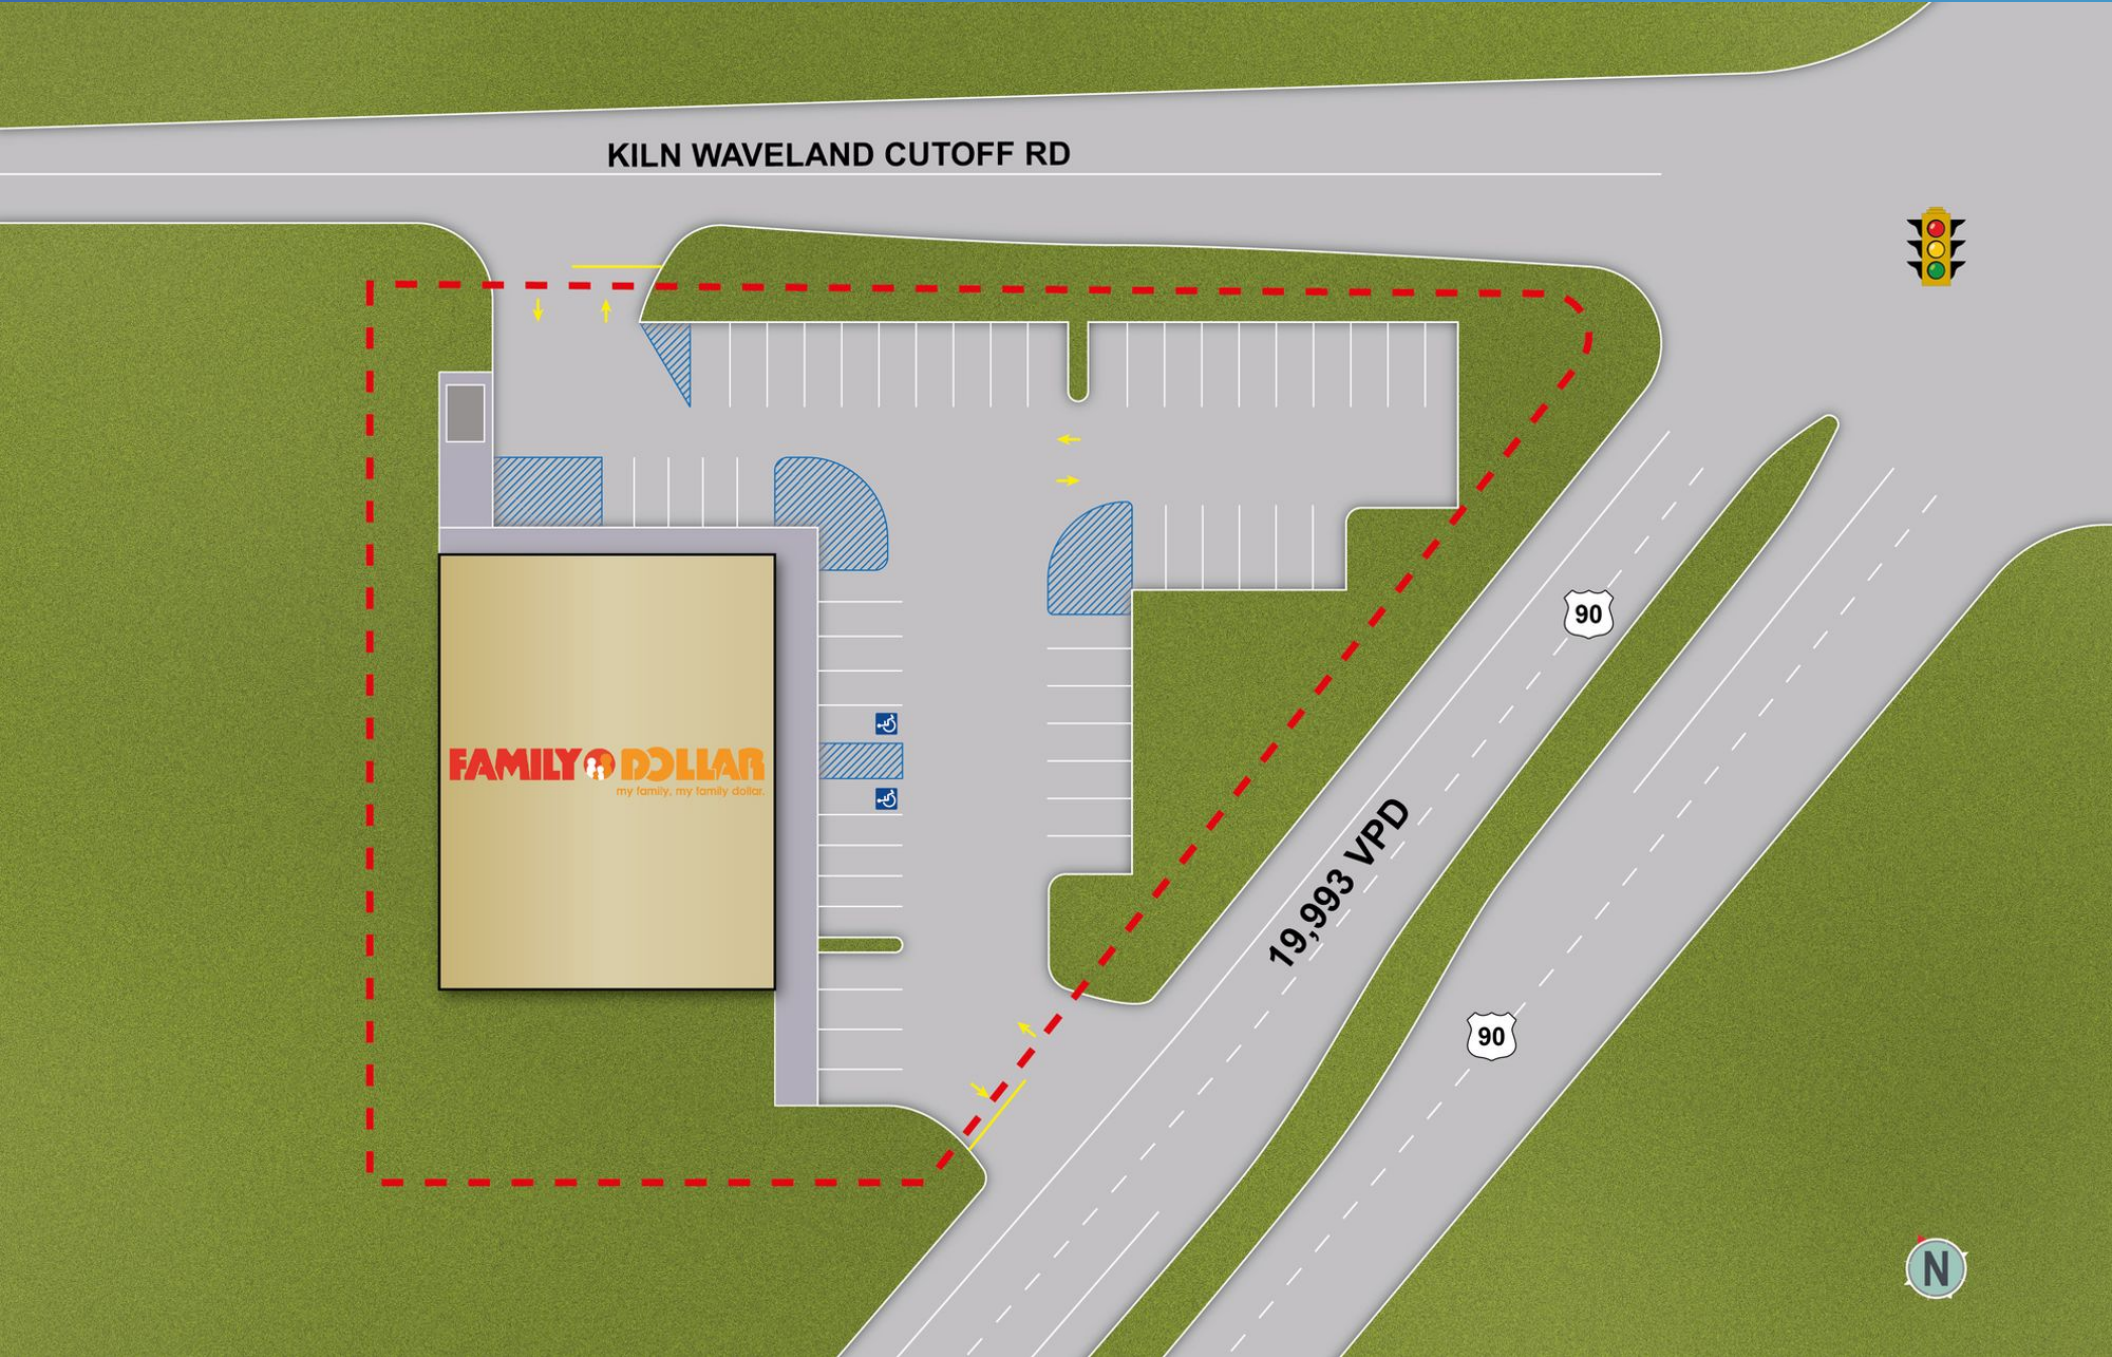 KILN WAVELAND CUTOFF RD
90
FAMILY DOLLAR
my family, my family dollar.
19,993 VPD
90
N